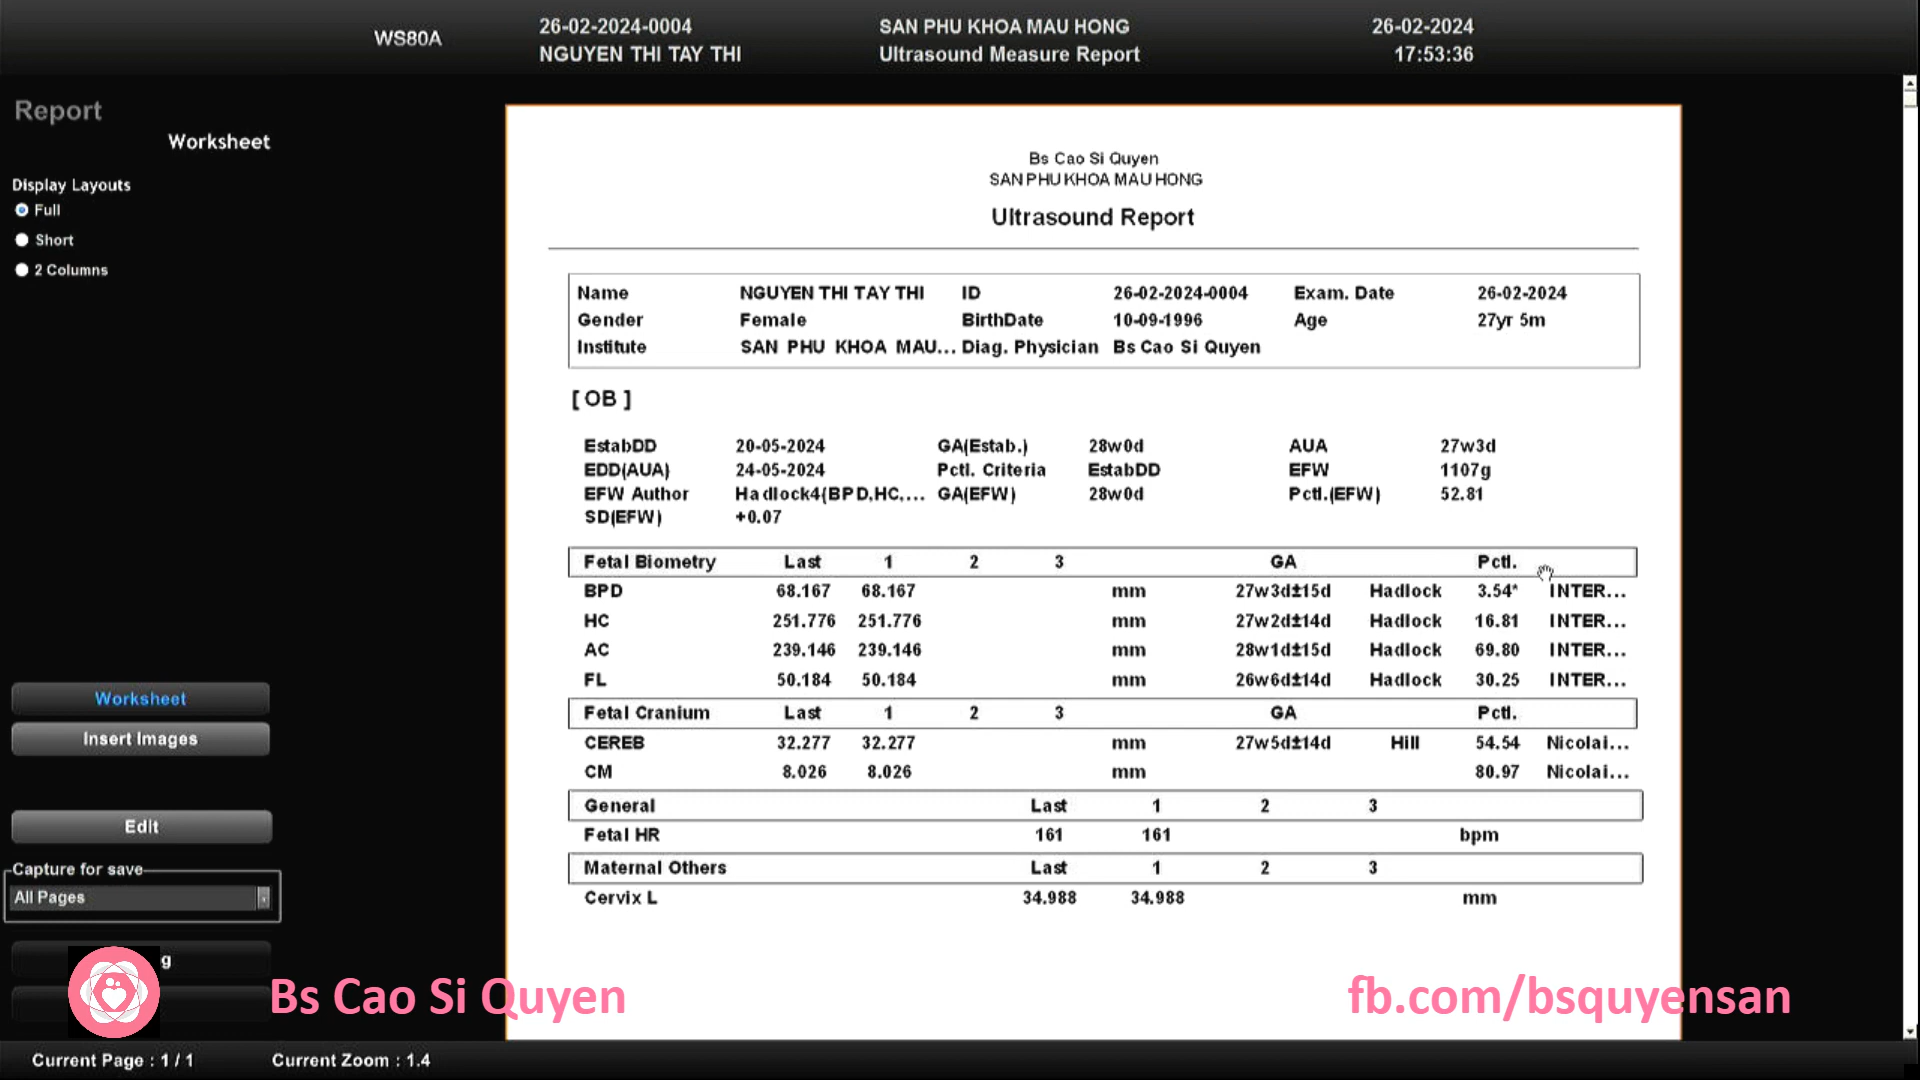 WS80A
26-02-2024-0004
NGUYEN THI TAY THI
SAN PHU KHOA MAU HONG
Ultrasound Measure Report
26-02-2024
17:53:36
Report
Worksheet
Display Layouts
Full
Short
2 Columns
Bs Cao Si Quyen
SAN PHU KHOA MAU HONG
Ultrasound Report
Name NGUYEN THI TAY THI ID 26-02-2024-0004 Exam. Date 26-02-2024
Gender Female BirthDate 10-09-1996 Age 27yr 5m
Institute SAN PHU KHOA MAU... Diag. Physician Bs Cao Si Quyen
[ OB ]
EstabDD 20-05-2024 GA(Estab.) 28w0d AUA 27w3d
EDD(AUA) 24-05-2024 Pctl. Criteria EstabDD EFW 1107g
EFW Author Hadlock4(BPD,HC,... GA(EFW) 28w0d Pctl.(EFW) 52.81
SD(EFW) +0.07
Fetal Biometry Last 1 2 3 GA Pctl.
BPD 68.167 68.167 mm 27w3d±15d Hadlock 3.54* INTER...
HC 251.776 251.776 mm 27w2d±14d Hadlock 16.81 INTER...
AC 239.146 239.146 mm 28w1d±15d Hadlock 69.80 INTER...
FL 50.184 50.184 mm 26w6d±14d Hadlock 30.25 INTER...
Fetal Cranium Last 1 2 3 GA Pctl.
CEREB 32.277 32.277 mm 27w5d±14d Hill 54.54 Nicolai...
CM 8.026 8.026 mm 80.97 Nicolai...
General Last 1 2 3
Fetal HR 161 161 bpm
Maternal Others Last 1 2 3
Cervix L 34.988 34.988 mm
Worksheet
Insert Images
Edit
Capture for save
All Pages
Bs Cao Si Quyen
fb.com/bsquyensan
Current Page : 1 / 1
Current Zoom : 1.4